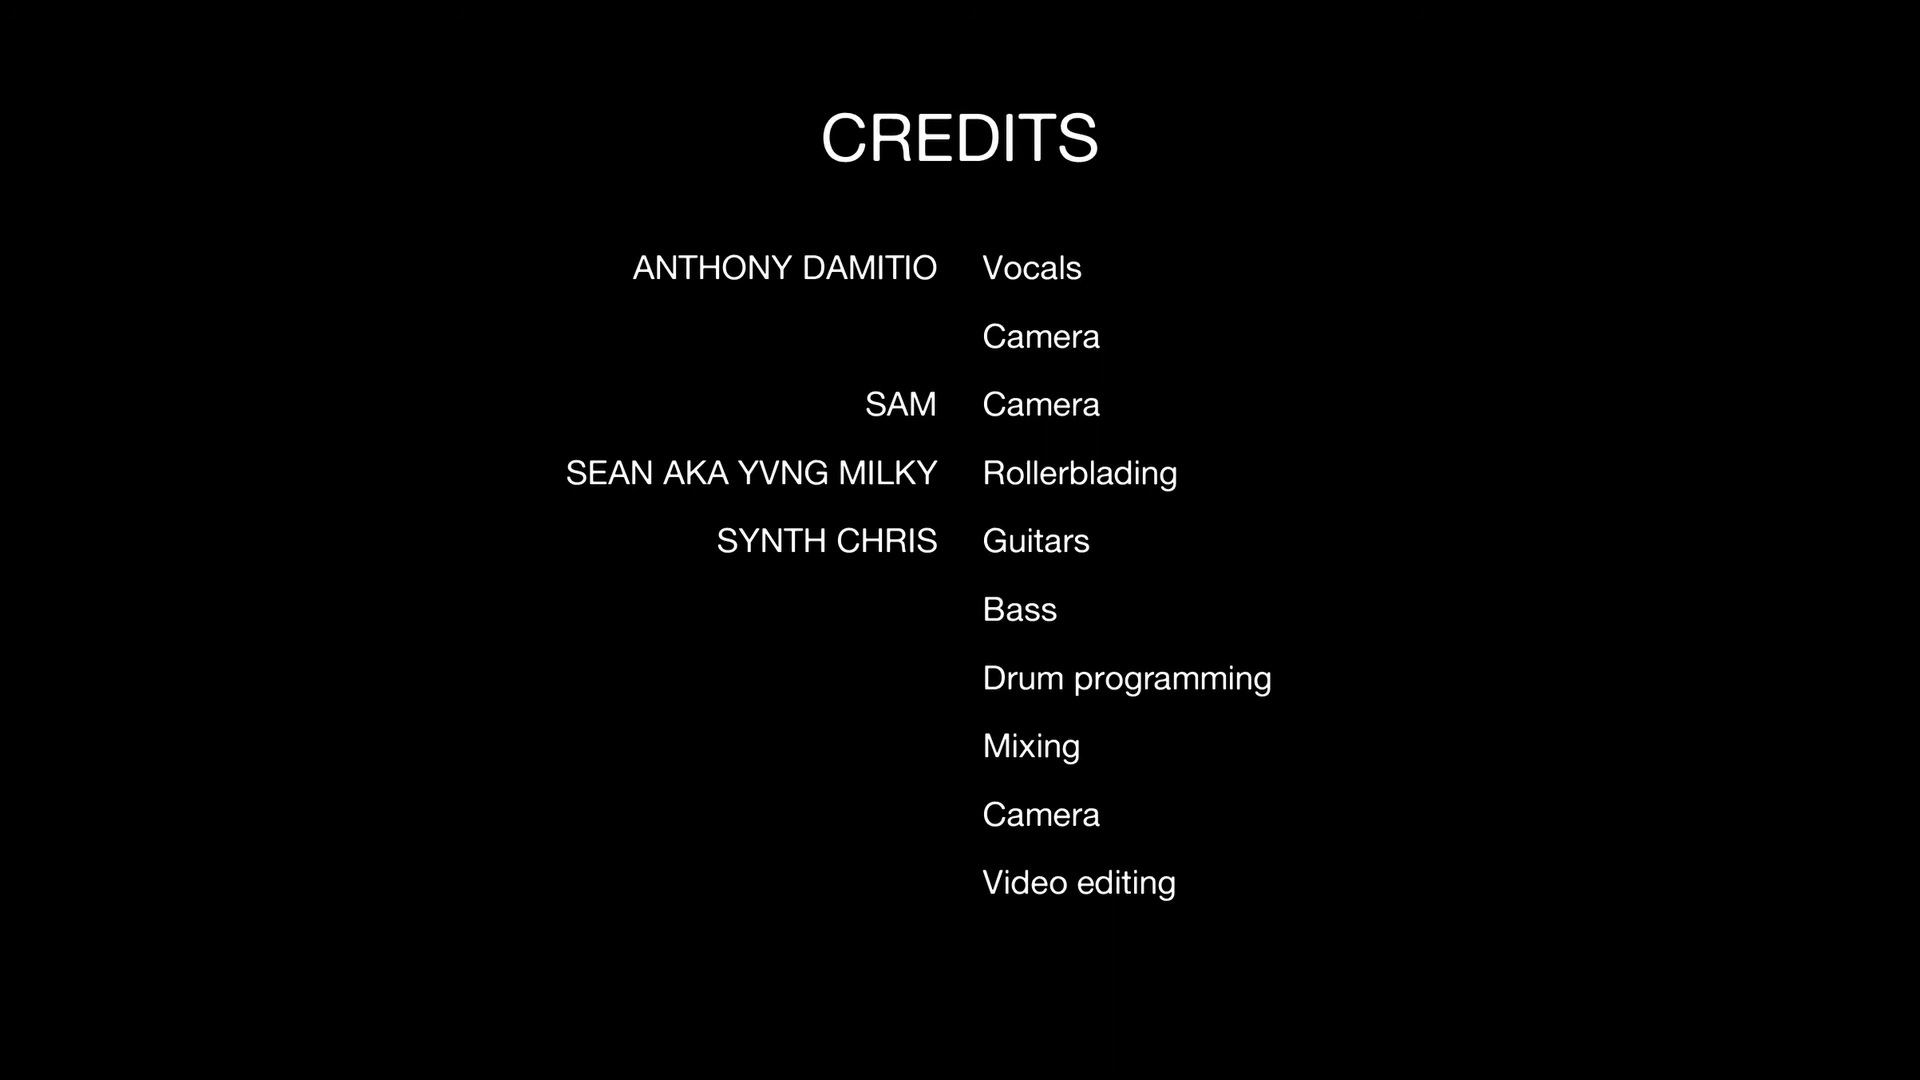 CREDITS
ANTHONY DAMITIO Vocals
Camera
SAM Camera
SEAN AKA YVNG MILKY Rollerblading
SYNTH CHRIS Guitars
Bass
Drum programming
Mixing
Camera
Video editing